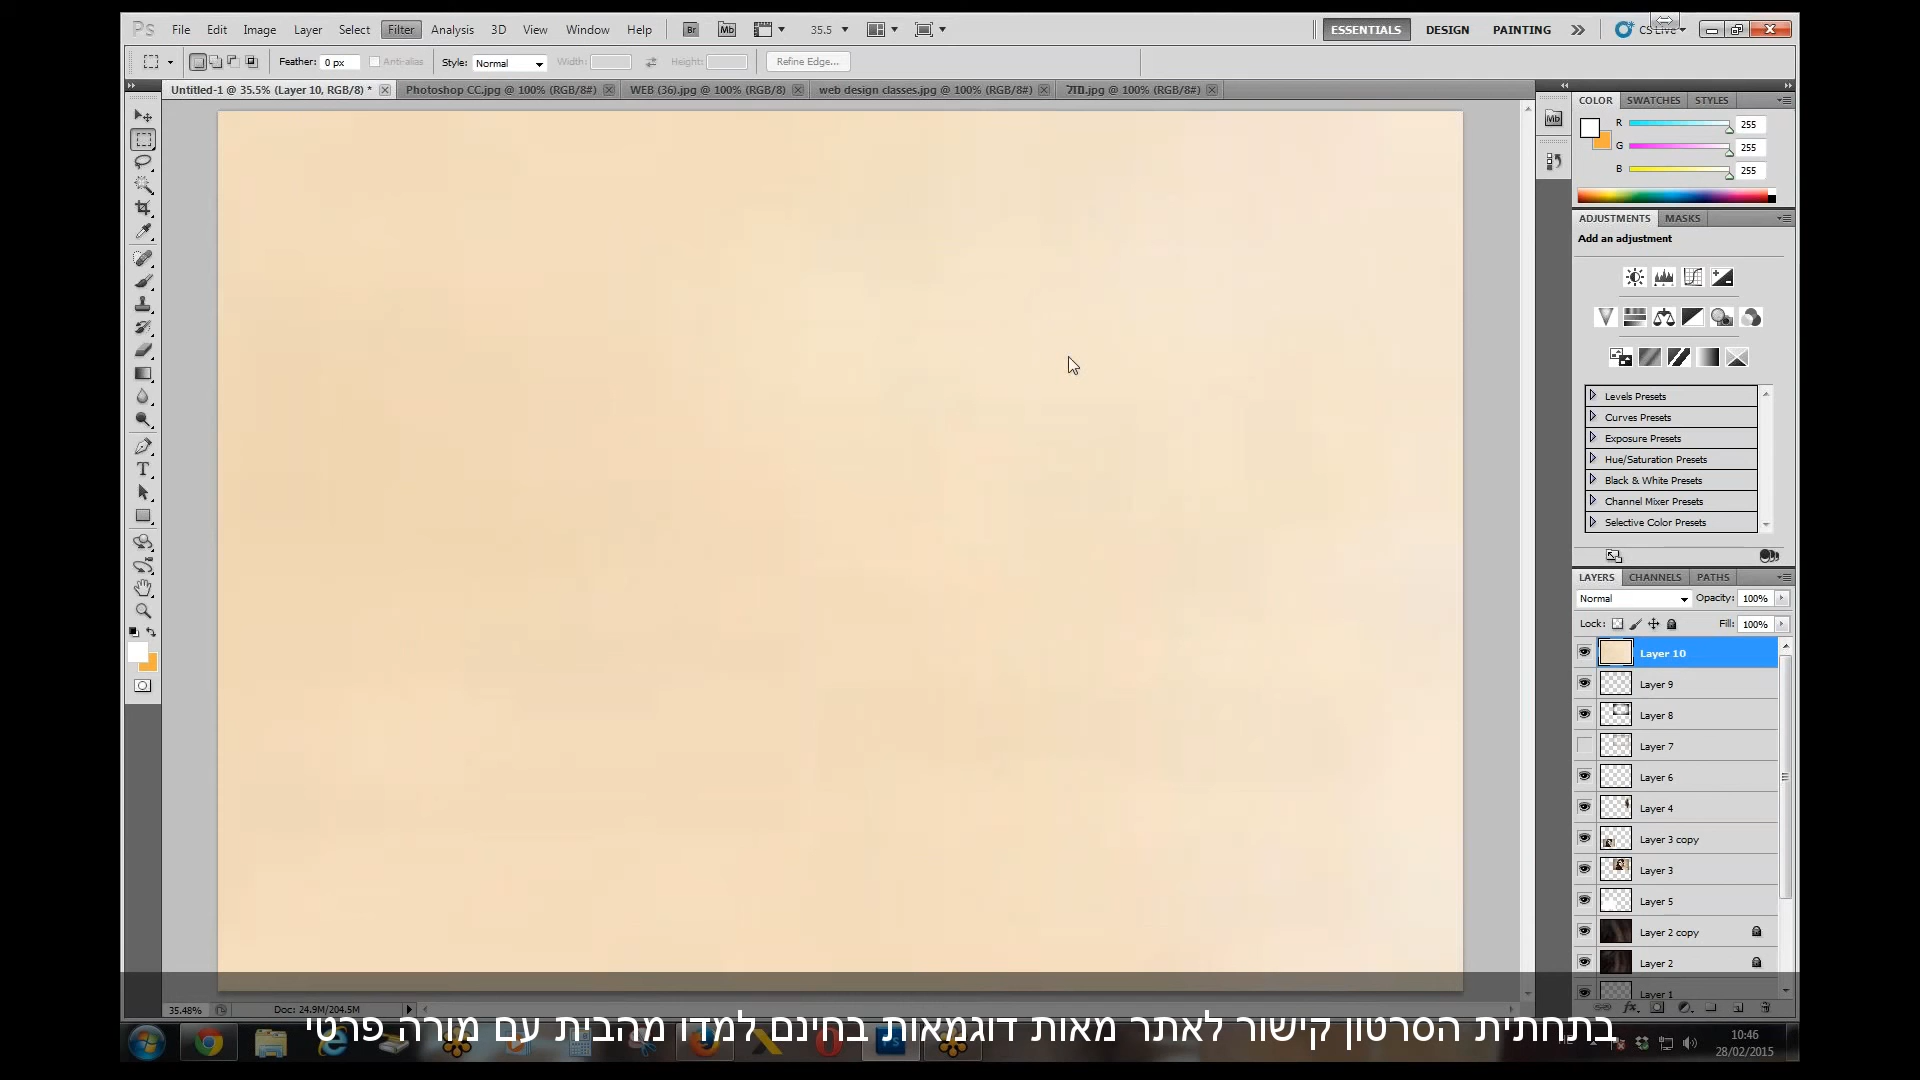 Ps File Edit Image Layer Select Filter Analysis 3D View Window Help Br Mb 35.5 ESSENTIALS DESIGN PAINTING CS Live
Feather: 0 px Anti-alias Style: Normal Width: Height: Refine Edge...
Untitled-1 @ 35.5% (Layer 10, RGB/8) * Photoshop CC.jpg @ 100% (RGB/8#) WEB (36).jpg @ 100% (RGB/8) web design classes.jpg @ 100% (RGB/8#) .jpg @ 100% (RGB/8#)
COLOR SWATCHES STYLES
Mb
R 255
G 255
B 255
ADJUSTMENTS MASKS
Add an adjustment
Levels Presets
Curves Presets
Exposure Presets
Hue/Saturation Presets
Black & White Presets
Channel Mixer Presets
Selective Color Presets
LAYERS CHANNELS PATHS
Normal Opacity: 100%
Lock: Fill: 100%
Layer 10
Layer 9
Layer 8
Layer 7
Layer 6
Layer 4
Layer 3 copy
Layer 3
Layer 5
Layer 2 copy
Layer 2
Layer 1
35.48% Doc: 24.9M/204.5M
בתחתית הסרטון קישור לאתר מאות דוגמאות בחינם למדו מהבית עם מורה פרטי
10:46
28/02/2015